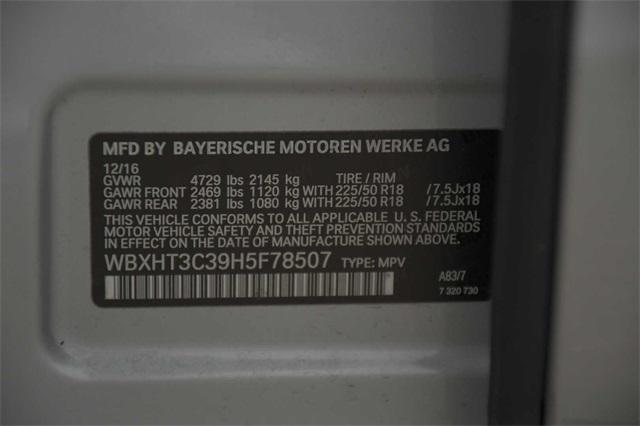 MFD BY BAYERISCHE MOTOREN WERKE AG
12/16
GVWR 4729 lbs 2145 kg TIRE / RIM
GAWR FRONT 2469 lbs 1120 kg WITH 225/50 R18 /7.5Jx18
GAWR REAR 2381 lbs 1080 kg WITH 225/50 R18 /7.5Jx18
THIS VEHICLE CONFORMS TO ALL APPLICABLE U. S. FEDERAL
MOTOR VEHICLE SAFETY AND THEFT PREVENTION STANDARDS
IN EFFECT ON THE DATE OF MANUFACTURE SHOWN ABOVE.
WBXHT3C39H5F78507 TYPE: MPV
A83/7
7 320 730